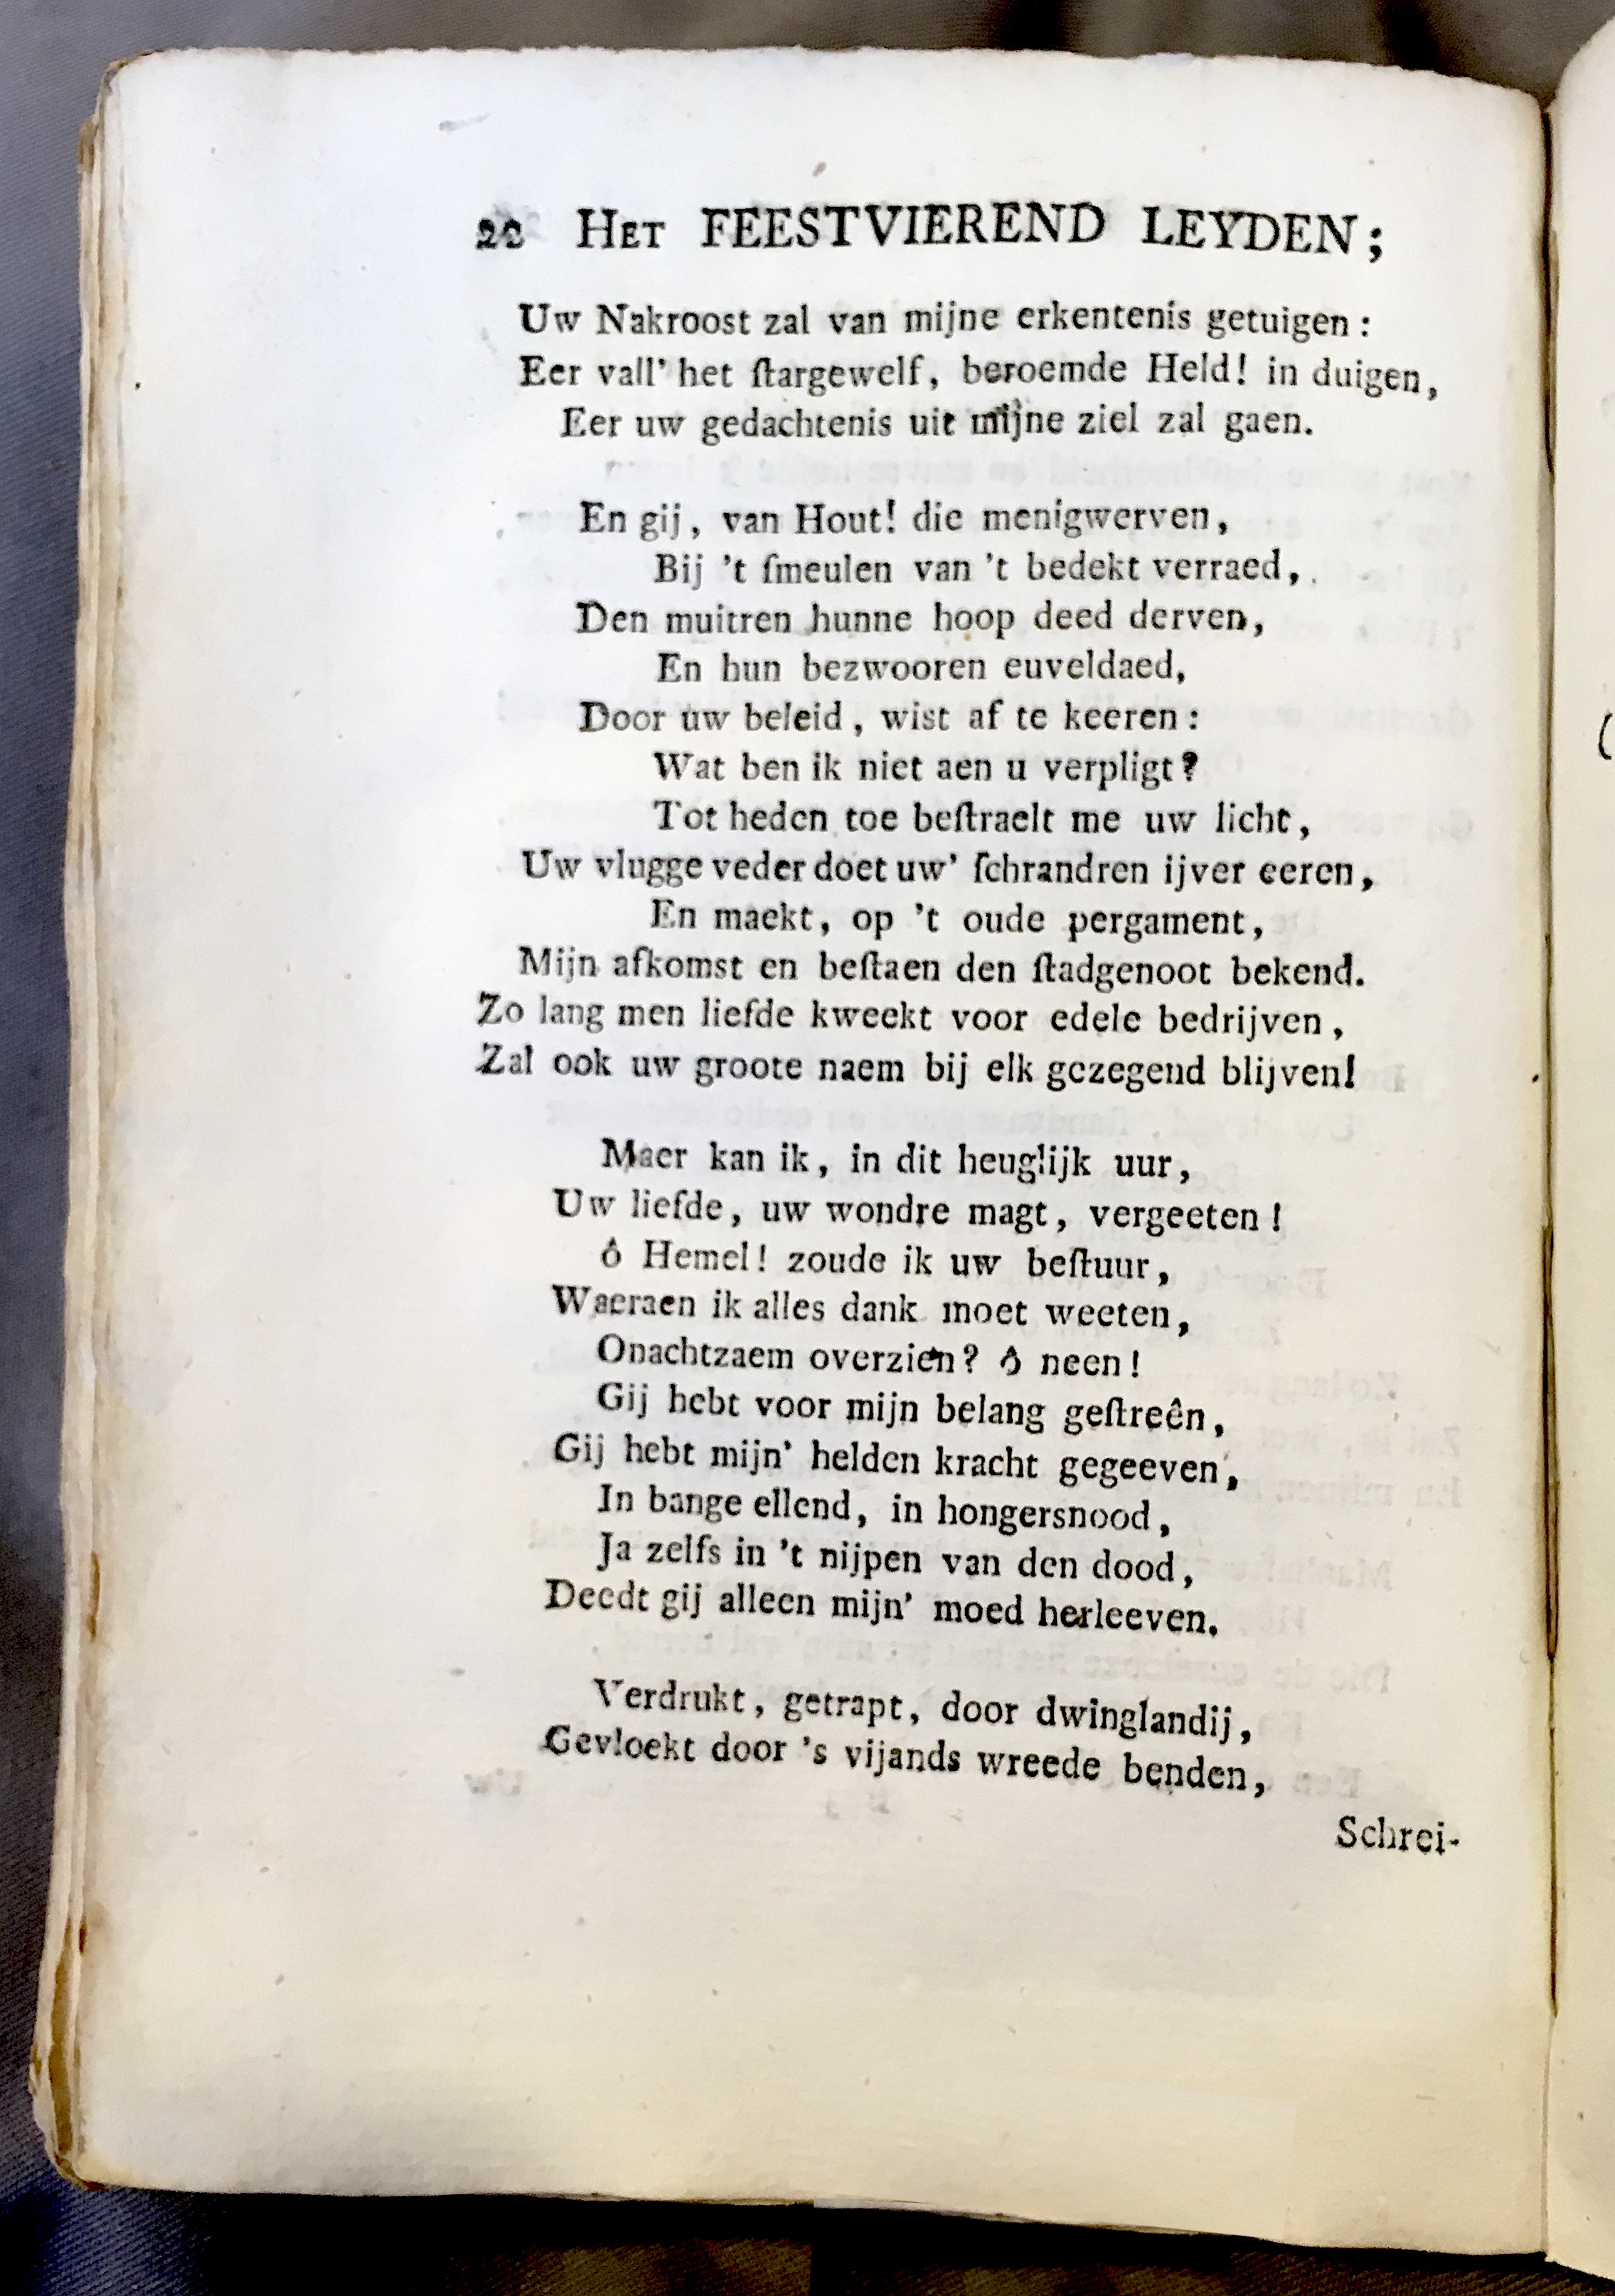 22 HET FEESTVIEREND LEYDEN;
Uw Nakroost zal van mijne erkentenis getuigen:
Eer vall' het ſtargewelf, beroemde Held! in duigen,
Eer uw gedachtenis uit mijne ziel zal gaen.
En gij, van Hout! die menigwerven,
Bij 't ſmeulen van 't bedekt verraed,
Den muitren hunne hoop deed derven,
En hun bezwooren euveldaed,
Door uw beleid, wist af te keeren:
Wat ben ik niet aen u verpligt?
Tot heden toe beſtraelt me uw licht,
Uw vlugge veder doet uw' ſchrandren ijver eeren,
En maekt, op 't oude pergament,
Mijn afkomst en beſtaen den ſtadgenoot bekend.
Zo lang men liefde kweekt voor edele bedrijven,
Zal ook uw groote naem bij elk gezegend blijven!
Maer kan ik, in dit heuglijk uur,
Uw liefde, uw wondre magt, vergeeten!
ô Hemel! zoude ik uw beſtuur,
Waeraen ik alles dank moet weeten,
Onachtzaem overzien? ô neen!
Gij hebt voor mijn belang geſtreên,
Gij hebt mijn' helden kracht gegeeven,
In bange ellend, in hongersnood,
Ja zelfs in 't nijpen van den dood,
Deedt gij alleen mijn' moed herleeven.
Verdrukt, getrapt, door dwinglandij,
Gevloekt door 's vijands wreede benden,
Schrei-